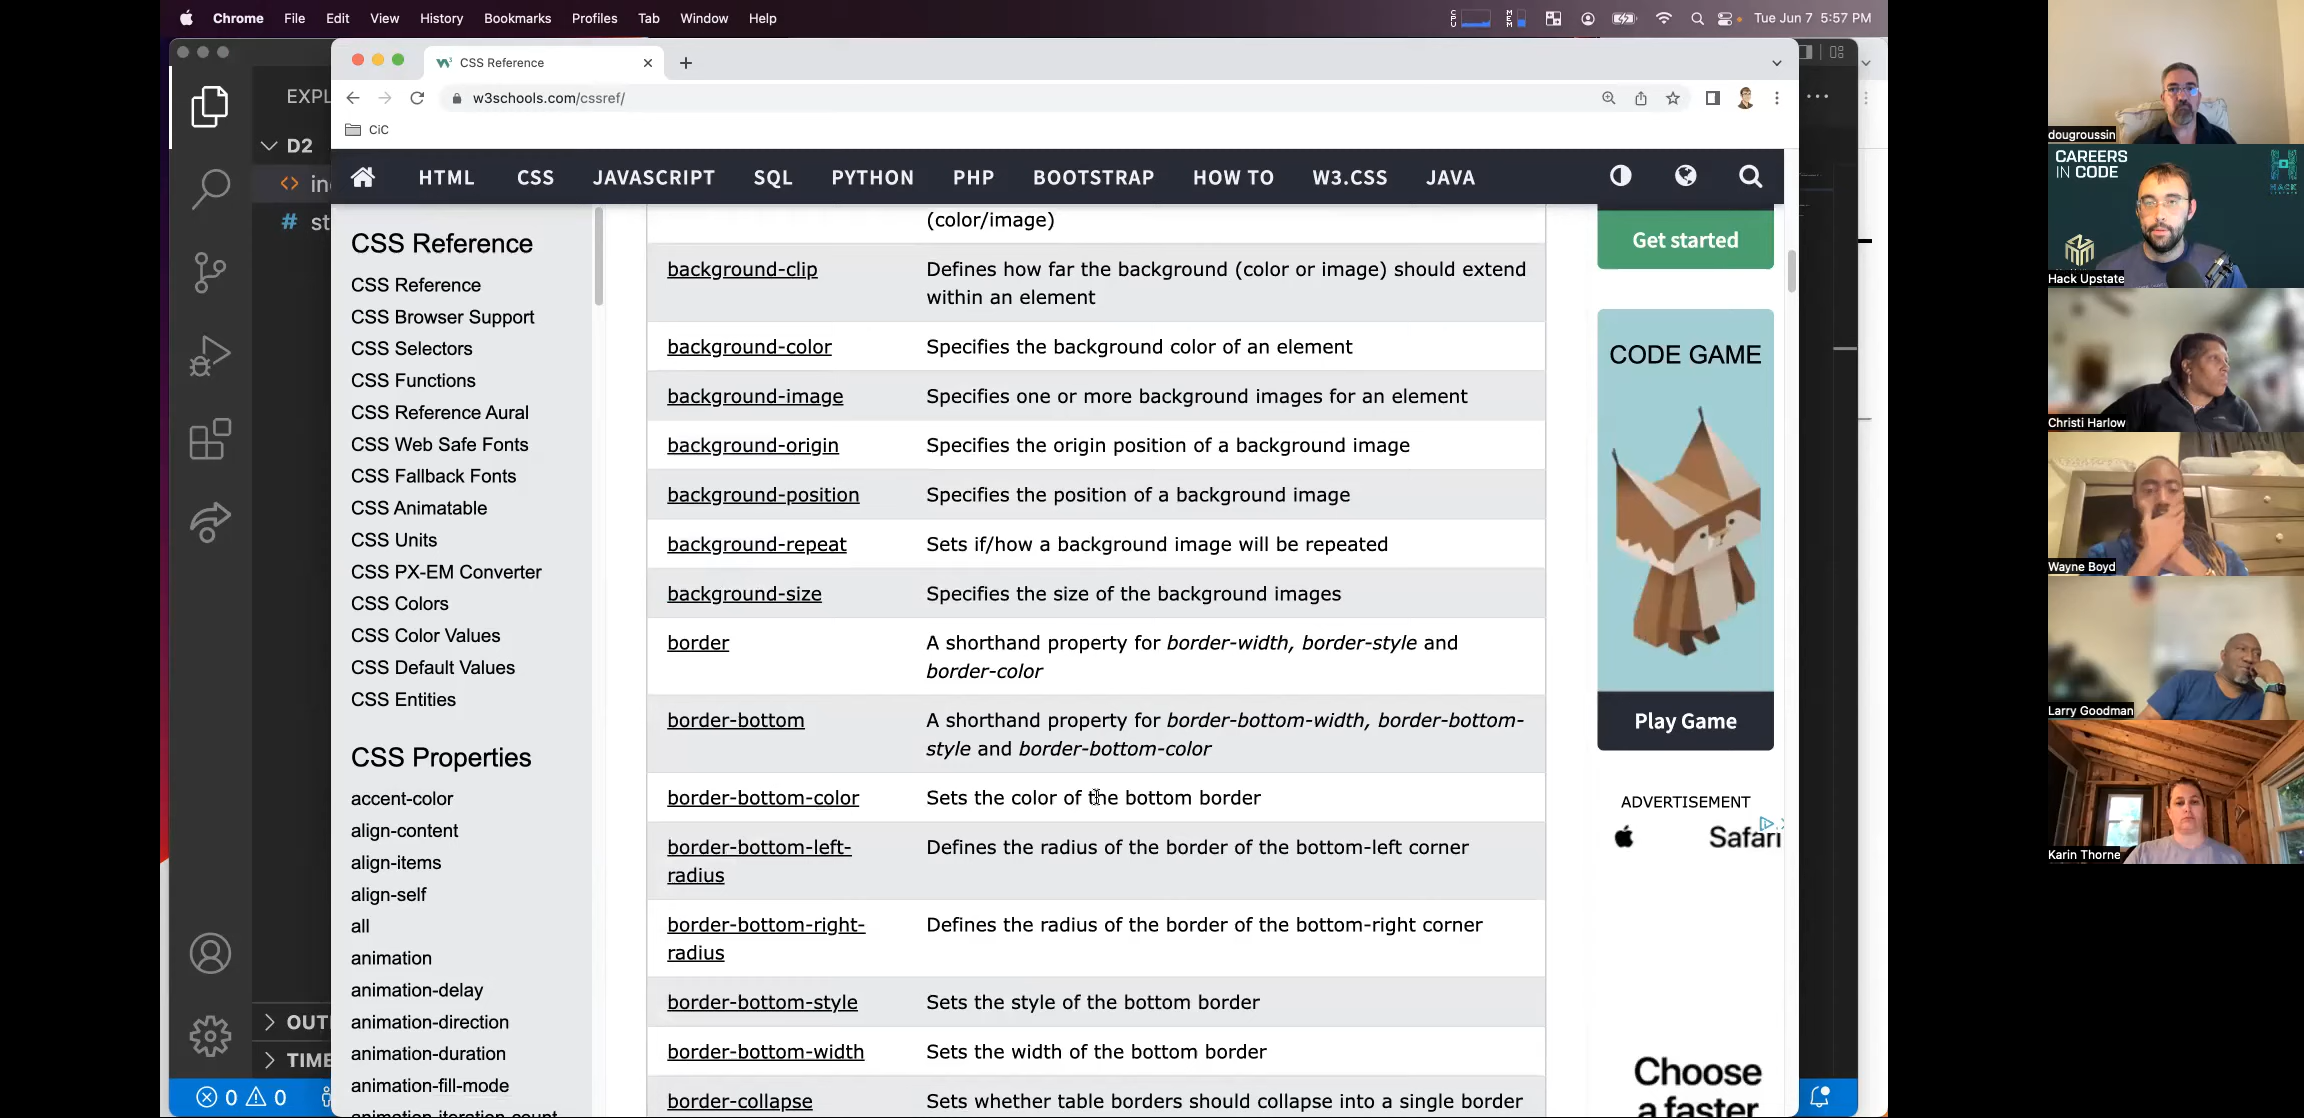 Chrome File Edit View History Bookmarks Profiles Tab Window Help
CPU MEM Tue Jun 7 5:57 PM
CSS Reference
w3schools.com/cssref/
CiC
EXPL
D2
in
# st
OUT
TIME
0 0
HTML CSS JAVASCRIPT SQL PYTHON PHP BOOTSTRAP HOW TO W3.CSS JAVA
CSS Reference
CSS Reference
CSS Browser Support
CSS Selectors
CSS Functions
CSS Reference Aural
CSS Web Safe Fonts
CSS Fallback Fonts
CSS Animatable
CSS Units
CSS PX-EM Converter
CSS Colors
CSS Color Values
CSS Default Values
CSS Entities
CSS Properties
accent-color
align-content
align-items
align-self
all
animation
animation-delay
animation-direction
animation-duration
animation-fill-mode
animation-iteration-count
(color/image)
background-clip Defines how far the background (color or image) should extend
within an element
background-color Specifies the background color of an element
background-image Specifies one or more background images for an element
background-origin Specifies the origin position of a background image
background-position Specifies the position of a background image
background-repeat Sets if/how a background image will be repeated
background-size Specifies the size of the background images
border A shorthand property for border-width, border-style and
border-color
border-bottom A shorthand property for border-bottom-width, border-bottom-
style and border-bottom-color
border-bottom-color Sets the color of the bottom border
border-bottom-left- Defines the radius of the border of the bottom-left corner
radius
border-bottom-right- Defines the radius of the border of the bottom-right corner
radius
border-bottom-style Sets the style of the bottom border
border-bottom-width Sets the width of the bottom border
border-collapse Sets whether table borders should collapse into a single border
Get started
CODE GAME
Play Game
ADVERTISEMENT
Safari
Choose
a faster
dougroussin
CAREERS
IN CODE
HACK
Hack Upstate
Christi Harlow
Wayne Boyd
Larry Goodman
Karin Thorne